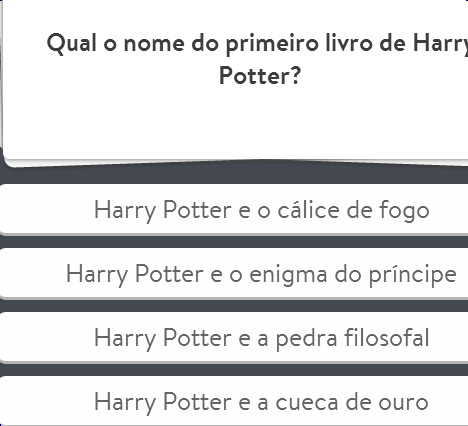 Qual o nome do primeiro livro de Harry
Potter?
Harry Potter e o cálice de fogo
Harry Potter e o enigma do príncipe
Harry Potter e a pedra filosofal
Harry Potter e a cueca de ouro